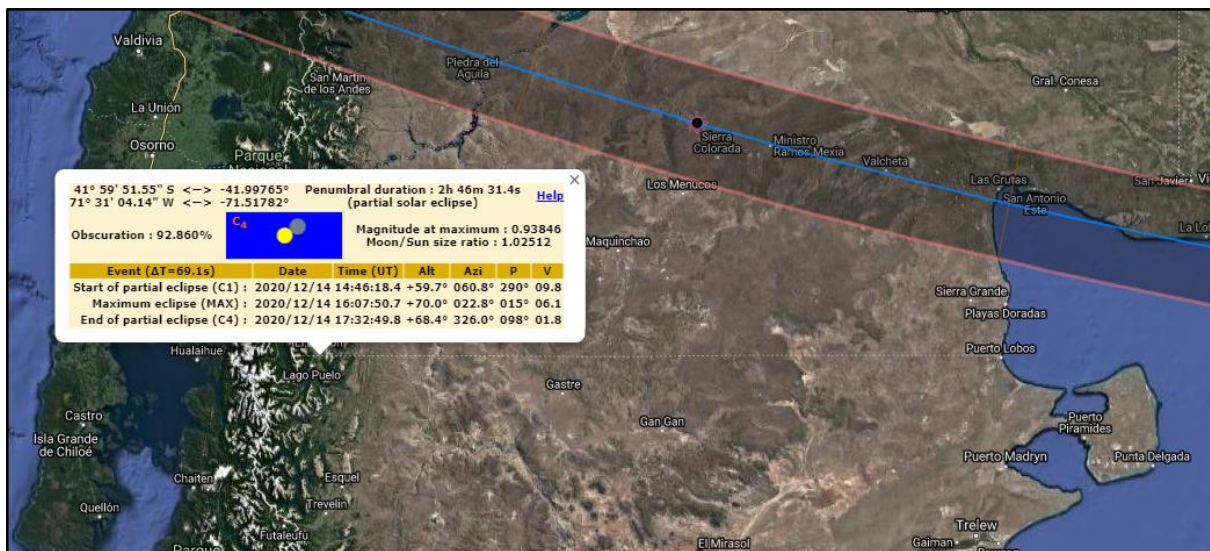 Valdivia
Piedra del
Aguila
San Martin
de los Andes
Gral. Conesa
La Unión
Osorno
Parque
Nacional
Sierra
Colorada
Ministro
Ramos Mexia
Valcheta
Las Grutas
San Antonio
Este
San Javier
Los Menucos
Maquinchao
Sierra Grande
Playas Doradas
Puerto Lobos
41° 59' 51.55" S <—> -41.99765°
71° 31' 04.14" W <—> -71.51782°
Penumbral duration : 2h 46m 31.4s
(partial solar eclipse)
Help
×
Obscuration : 92.860%
C4
Magnitude at maximum : 0.93846
Moon/Sun size ratio : 1.02512
Event (ΔT=69.1s) Date Time (UT) Alt Azi P V
Start of partial eclipse (C1) : 2020/12/14 14:46:18.4 +59.7° 060.8° 290° 09.8
Maximum eclipse (MAX) : 2020/12/14 16:07:50.7 +70.0° 022.8° 015° 06.1
End of partial eclipse (C4) : 2020/12/14 17:32:49.8 +68.4° 326.0° 098° 01.8
Hualaihue
Lago Puelo
Gastre
Castro
Isla Grande
de Chiloé
Gan Gan
Puerto
Piramides
Chaiten
Esquel
Puerto Madryn
Punta Delgada
Quellón
Trevelin
Futaleufu
Trelew
Gaiman
El Mirasol
Parque